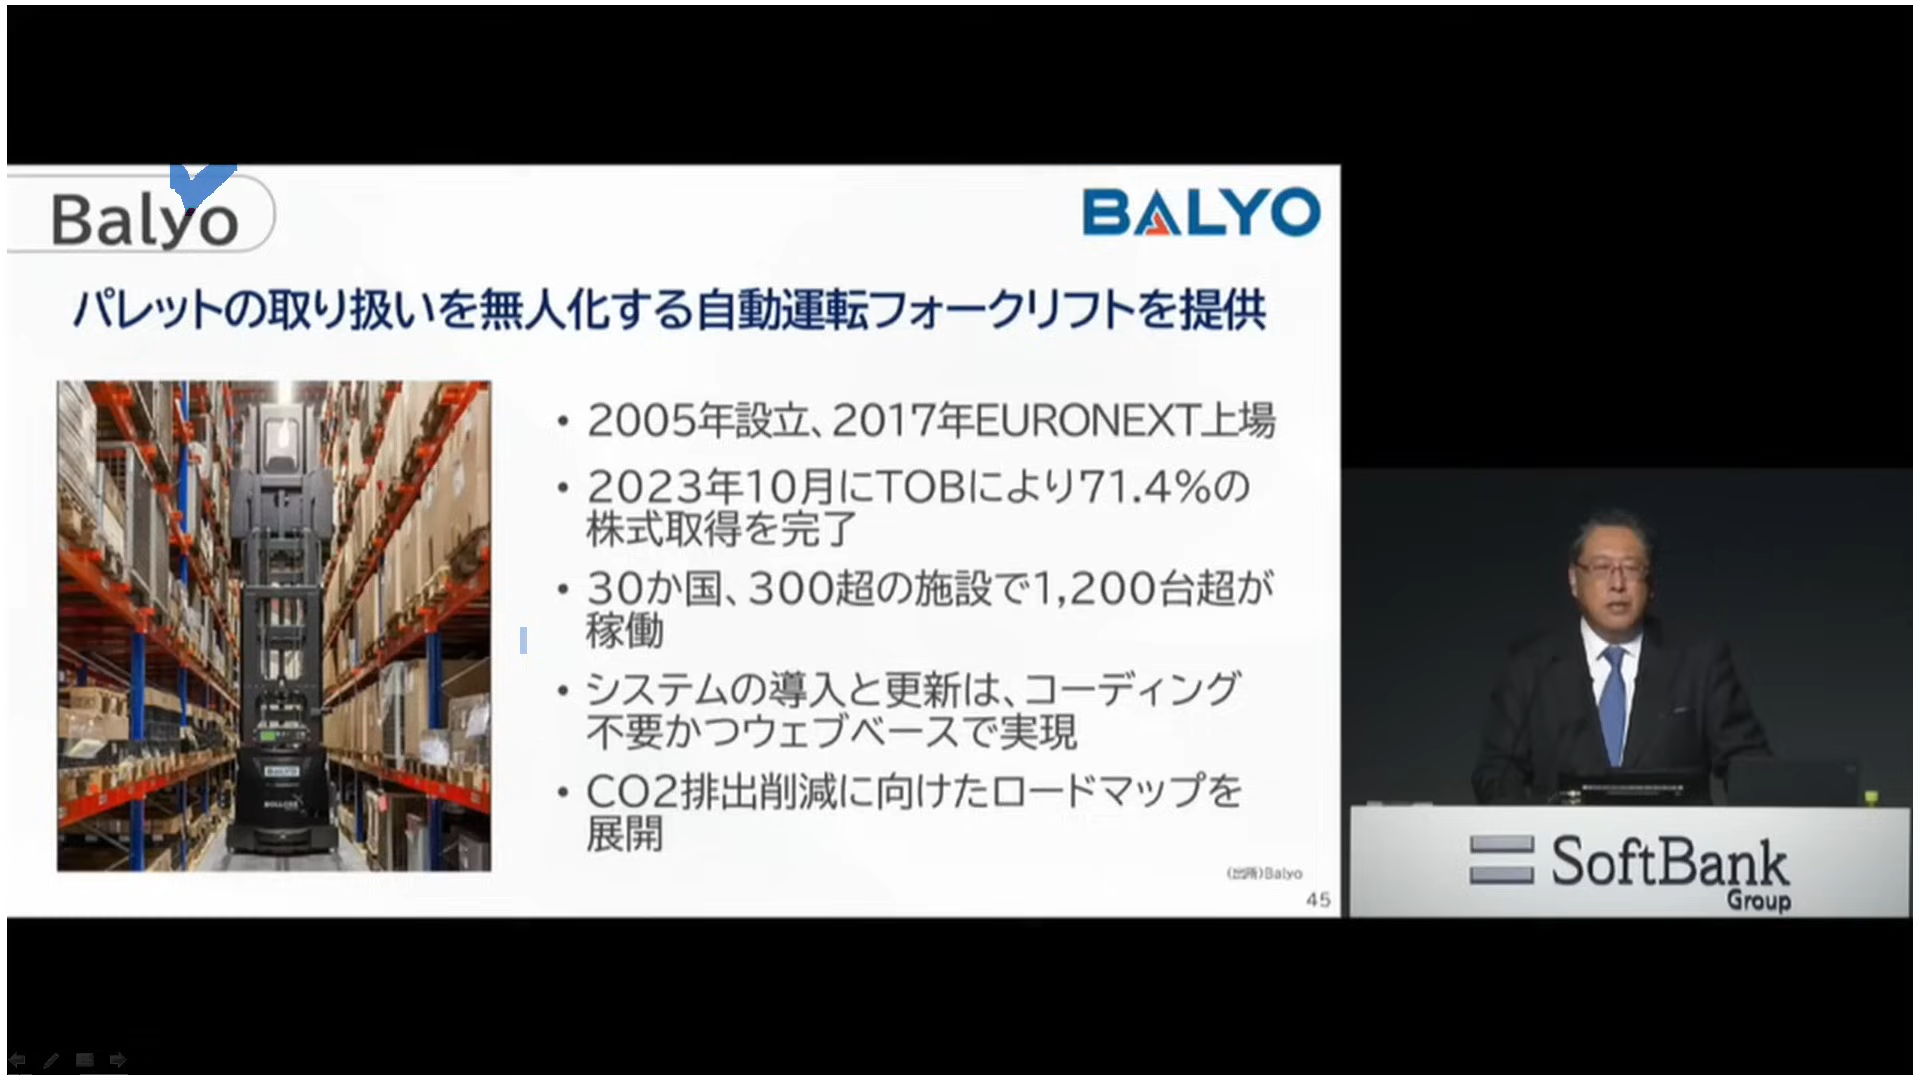 Balyo
BALYO
パレットの取り扱いを無人化する自動運転フォークリフトを提供
• 2005年設立、2017年EURONEXT上場
• 2023年10月にTOBにより71.4%の
株式取得を完了
• 30か国、300超の施設で1,200台超が
稼働
• システムの導入と更新は、コーディング
不要かつウェブベースで実現
• CO2排出削減に向けたロードマップを
展開
BALYO
(出所)Balyo
45
SoftBank
Group